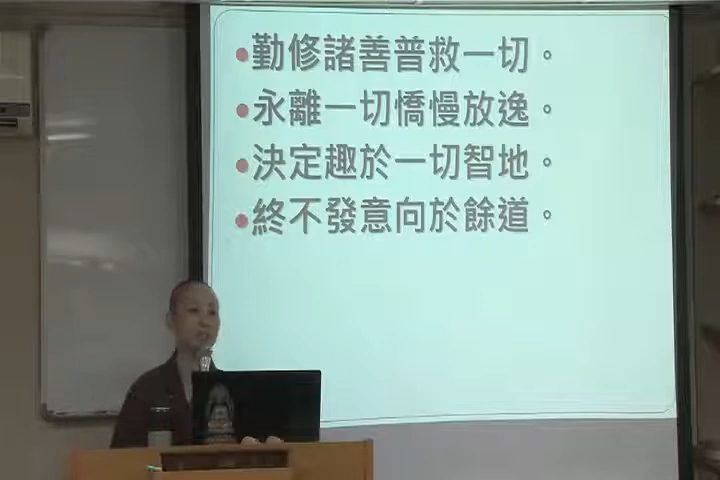 •勤修諸善普救一切。
•永離一切憍慢放逸。
•決定趣於一切智地。
•終不發意向於餘道。